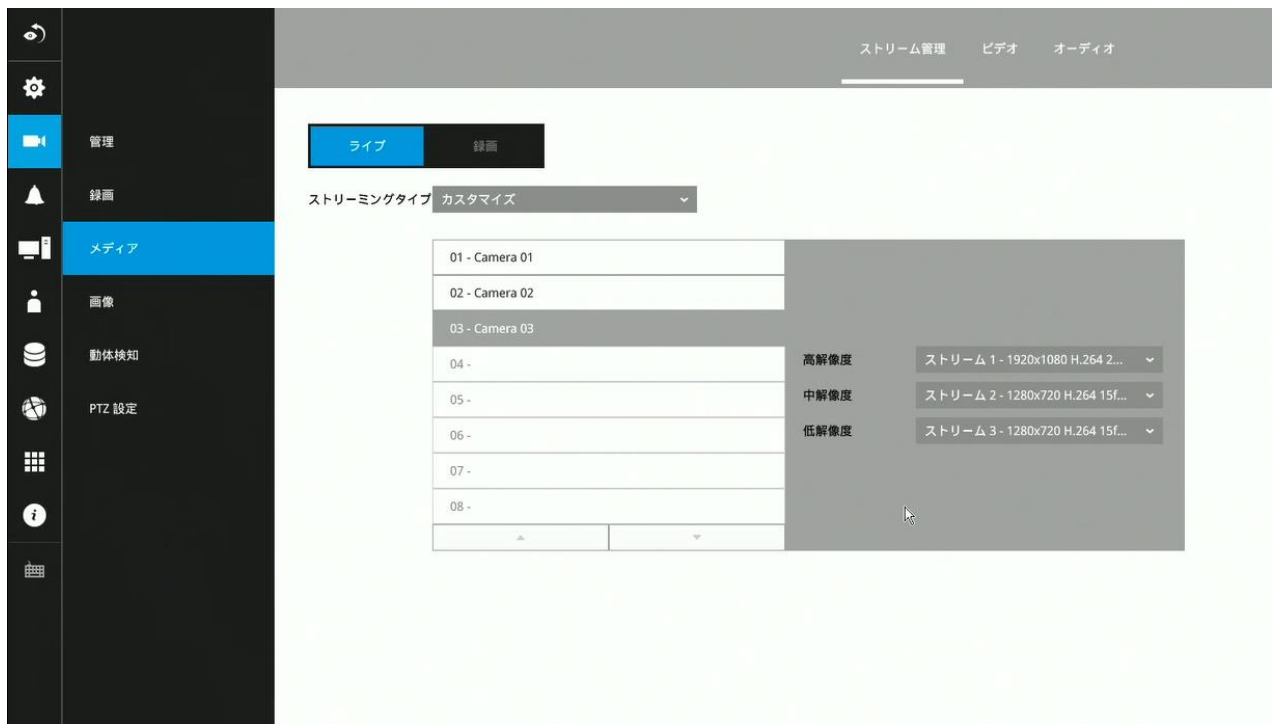 ストリーム管理 ビデオ オーディオ
管理
録画
メディア
画像
動体検知
PTZ 設定
ライブ 録画
ストリーミングタイプ カスタマイズ
01 - Camera 01
02 - Camera 02
03 - Camera 03
04 -
05 -
06 -
07 -
08 -
高解像度 ストリーム 1 - 1920x1080 H.264 2...
中解像度 ストリーム 2 - 1280x720 H.264 15f...
低解像度 ストリーム 3 - 1280x720 H.264 15f...